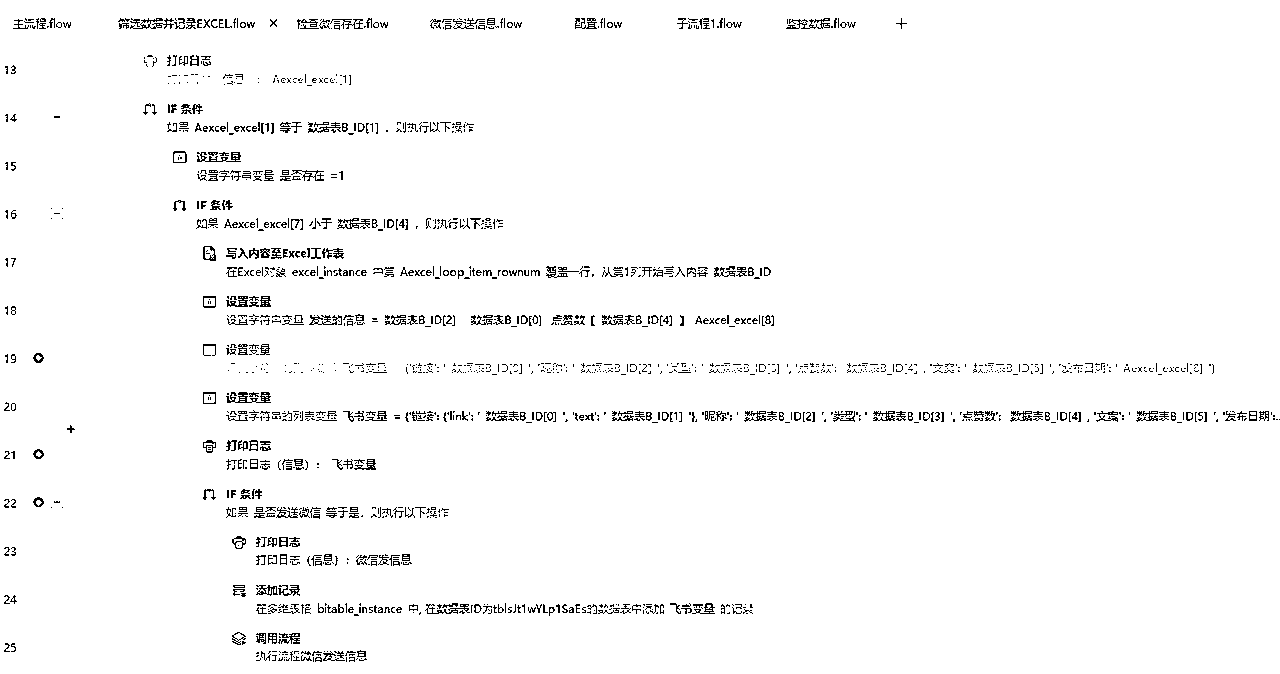 主流程.flow 筛选数据并记录EXCEL.flow × 检查微信存在.flow 微信发送信息.flow 配置.flow 子流程1.flow 监控数据.flow +
13 打印日志
信息 ： Aexcel_excel[1]
14 IF 条件
如果 Aexcel_excel[1] 等于 数据表B_ID[1] ，则执行以下操作
15 设置变量
设置字符串变量 是否存在 =1
16 IF 条件
如果 Aexcel_excel[7] 小于 数据表B_ID[4] ，则执行以下操作
17 写入内容至Excel工作表
在Excel对象 excel_instance 中第 Aexcel_loop_item_rownum 覆盖一行，从第1列开始写入内容 数据表B_ID
18 设置变量
设置字符串变量 发送的信息 = 数据表B_ID[2] 数据表B_ID[0] 点赞数 [ 数据表B_ID[4] ] Aexcel_excel[8]
19 设置变量
飞书变量 {'链接': ' 数据表B_ID[0] ', '昵称': ' 数据表B_ID[2] ', '类型': ' 数据表B_ID[3] ', '点赞数': 数据表B_ID[4] , '文案': ' 数据表B_ID[5] ', '发布日期': ' Aexcel_excel[8] '}
20 设置变量
设置字符串的列表变量 飞书变量 = {'链接': {'link': ' 数据表B_ID[0] ', 'text': ' 数据表B_ID[1] '}, '昵称': ' 数据表B_ID[2] ', '类型': ' 数据表B_ID[3] ', '点赞数': 数据表B_ID[4] , '文案': ' 数据表B_ID[5] ', '发布日期':...
21 打印日志
打印日志（信息）： 飞书变量
22 IF 条件
如果 是否发送微信 等于是，则执行以下操作
23 打印日志
打印日志（信息）：微信发信息
24 添加记录
在多维表格 bitable_instance 中, 在数据表ID为tblsJt1wYLp1SaEs的数据表中添加 飞书变量 的记录
25 调用流程
执行流程微信发送信息